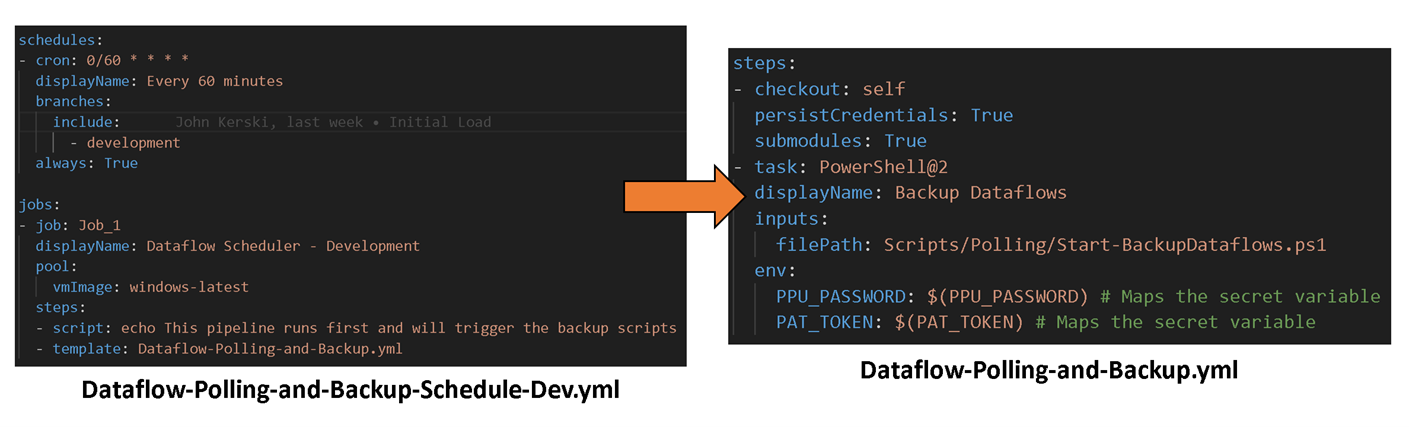 schedules:
- cron: 0/60 * * * *
displayName: Every 60 minutes
branches:
include: John Kerski, last week • Initial Load
- development
always: True
jobs:
- job: Job_1
displayName: Dataflow Scheduler - Development
pool:
vmImage: windows-latest
steps:
- script: echo This pipeline runs first and will trigger the backup scripts
- template: Dataflow-Polling-and-Backup.yml
Dataflow-Polling-and-Backup-Schedule-Dev.yml
steps:
- checkout: self
persistCredentials: True
submodules: True
- task: PowerShell@2
displayName: Backup Dataflows
inputs:
filePath: Scripts/Polling/Start-BackupDataflows.ps1
env:
PPU_PASSWORD: $(PPU_PASSWORD) # Maps the secret variable
PAT_TOKEN: $(PAT_TOKEN) # Maps the secret variable
Dataflow-Polling-and-Backup.yml